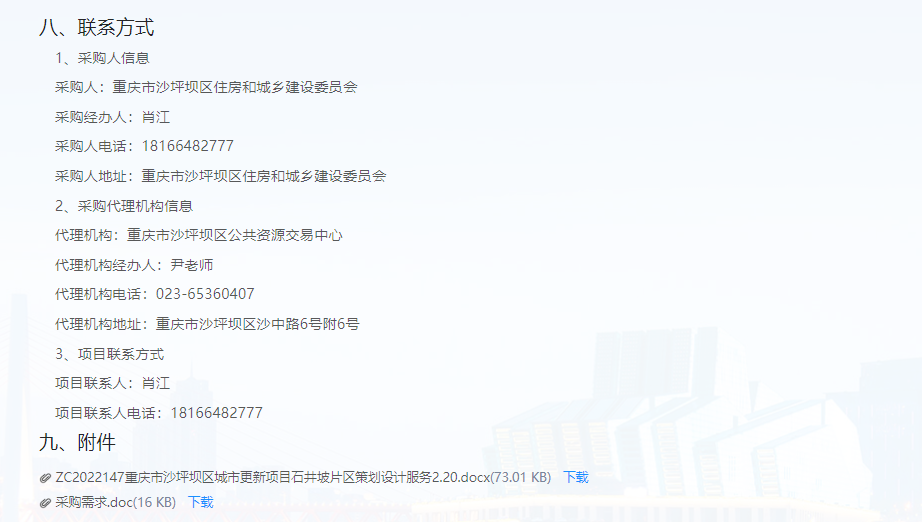 八、联系方式
1、采购人信息
采购人：重庆市沙坪坝区住房和城乡建设委员会
采购经办人：肖江
采购人电话：18166482777
采购人地址：重庆市沙坪坝区住房和城乡建设委员会
2、采购代理机构信息
代理机构：重庆市沙坪坝区公共资源交易中心
代理机构经办人：尹老师
代理机构电话：023-65360407
代理机构地址：重庆市沙坪坝区沙中路6号附6号
3、项目联系方式
项目联系人：肖江
项目联系人电话：18166482777
九、附件
ZC2022147重庆市沙坪坝区城市更新项目石井坡片区策划设计服务2.20.docx(73.01 KB) 下载
采购需求.doc(16 KB) 下载